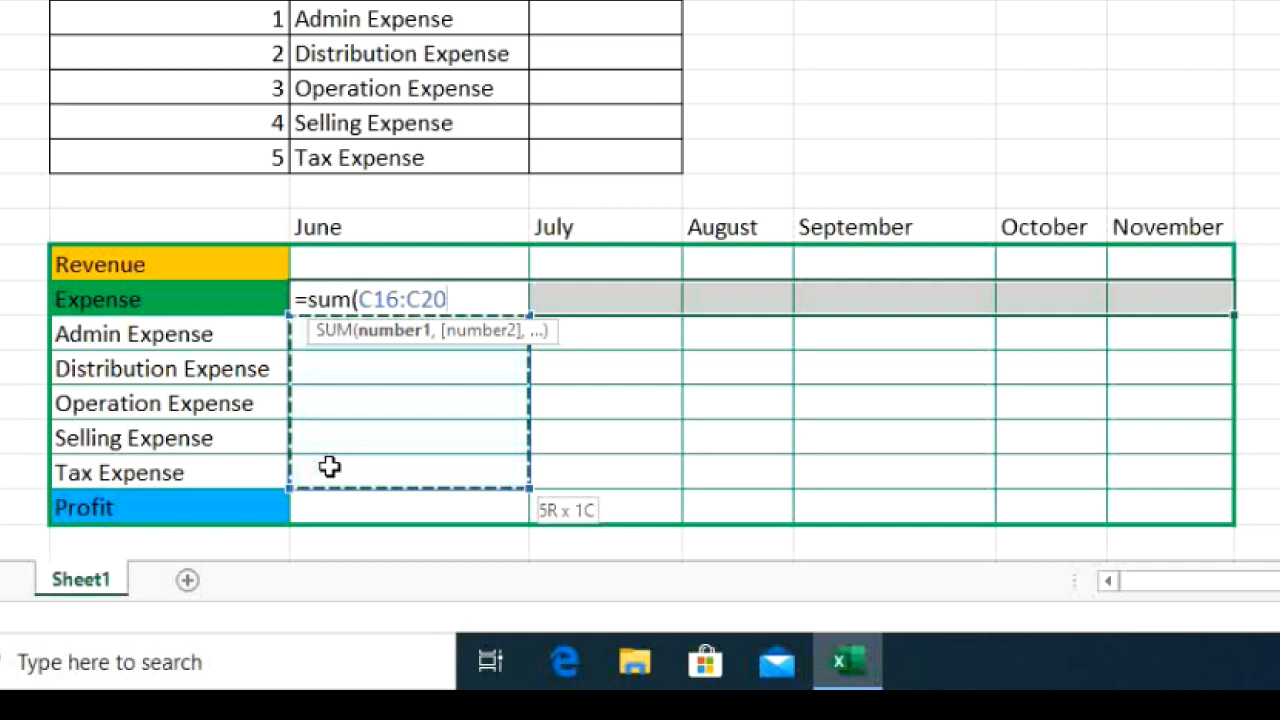 1 Admin Expense
2 Distribution Expense
3 Operation Expense
4 Selling Expense
5 Tax Expense
June July August September October November
Revenue
Expense =sum(C16:C20
SUM(number1, [number2], ...)
Admin Expense
Distribution Expense
Operation Expense
Selling Expense
Tax Expense
Profit 5R x 1C
Sheet1
Type here to search